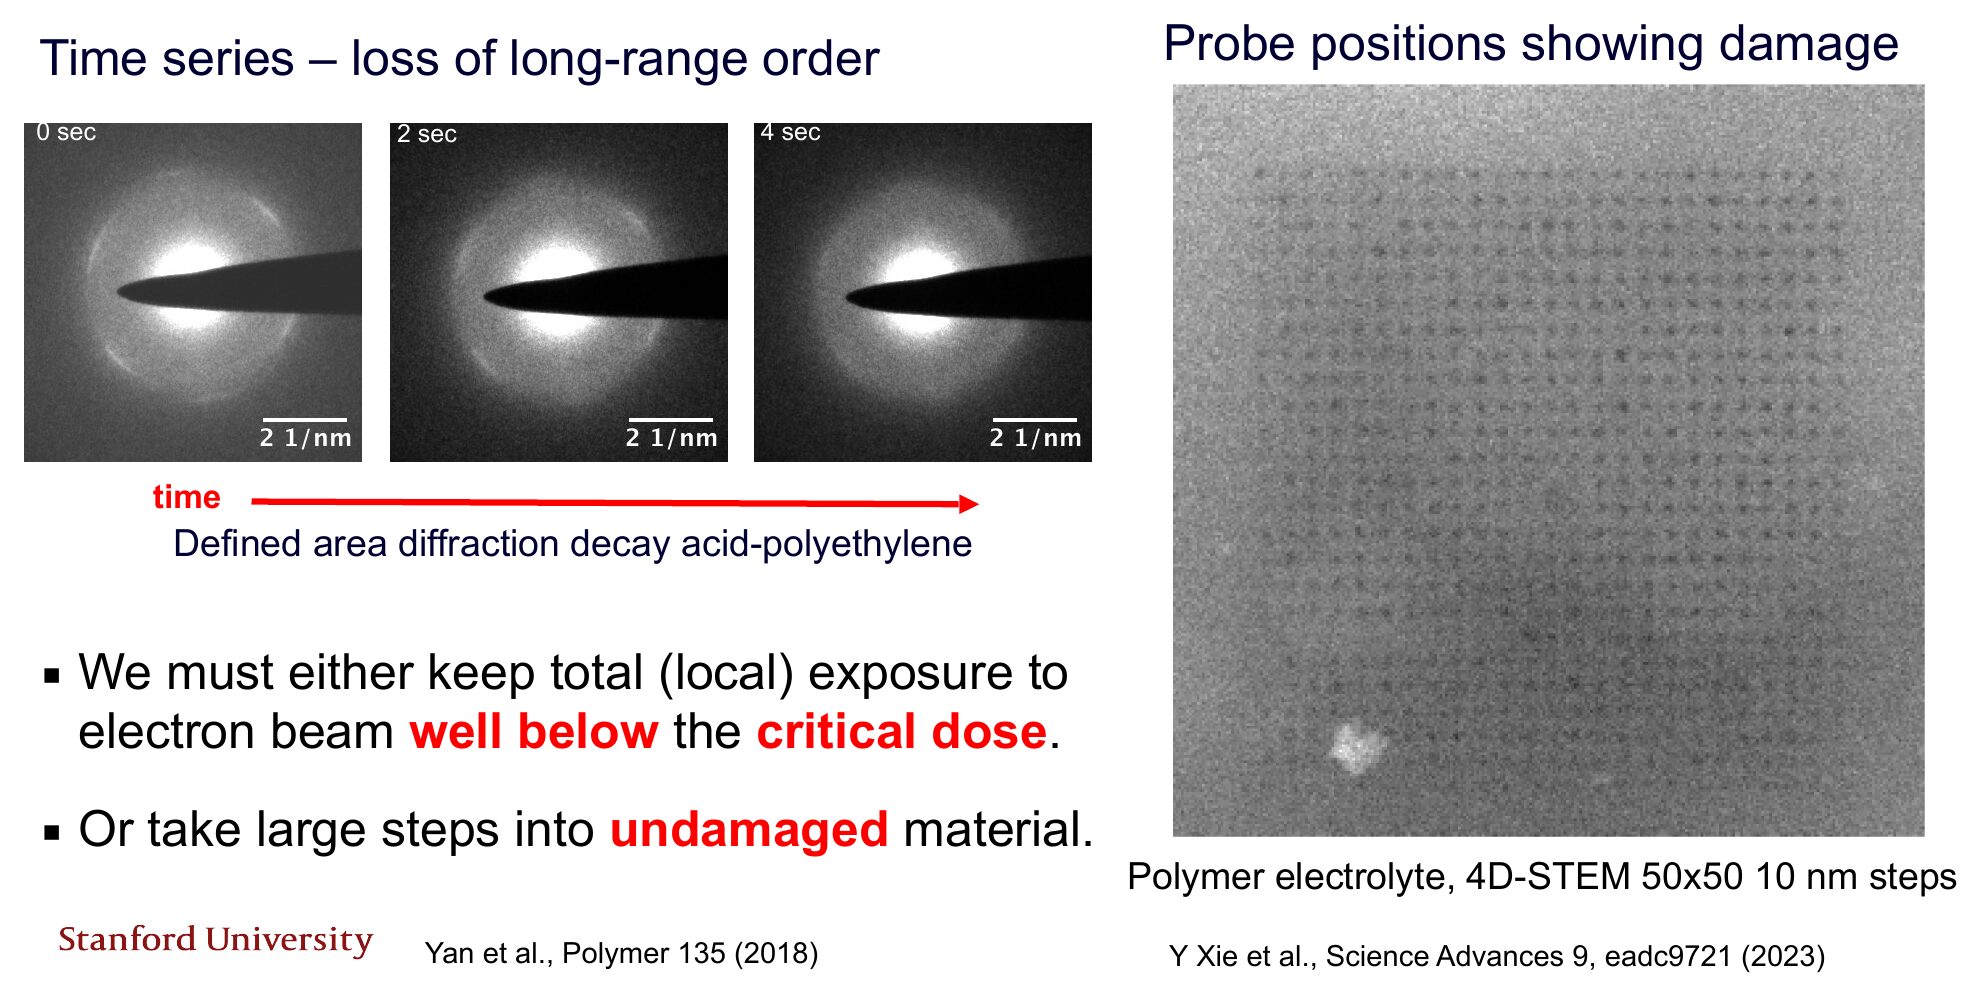 Time series – loss of long-range order
0 sec
2 sec
4 sec
2 1/nm
2 1/nm
2 1/nm
time
Defined area diffraction decay acid-polyethylene
▪ We must either keep total (local) exposure to
electron beam well below the critical dose.
▪ Or take large steps into undamaged material.
Stanford University
Yan et al., Polymer 135 (2018)
Probe positions showing damage
Polymer electrolyte, 4D-STEM 50x50 10 nm steps
Y Xie et al., Science Advances 9, eadc9721 (2023)